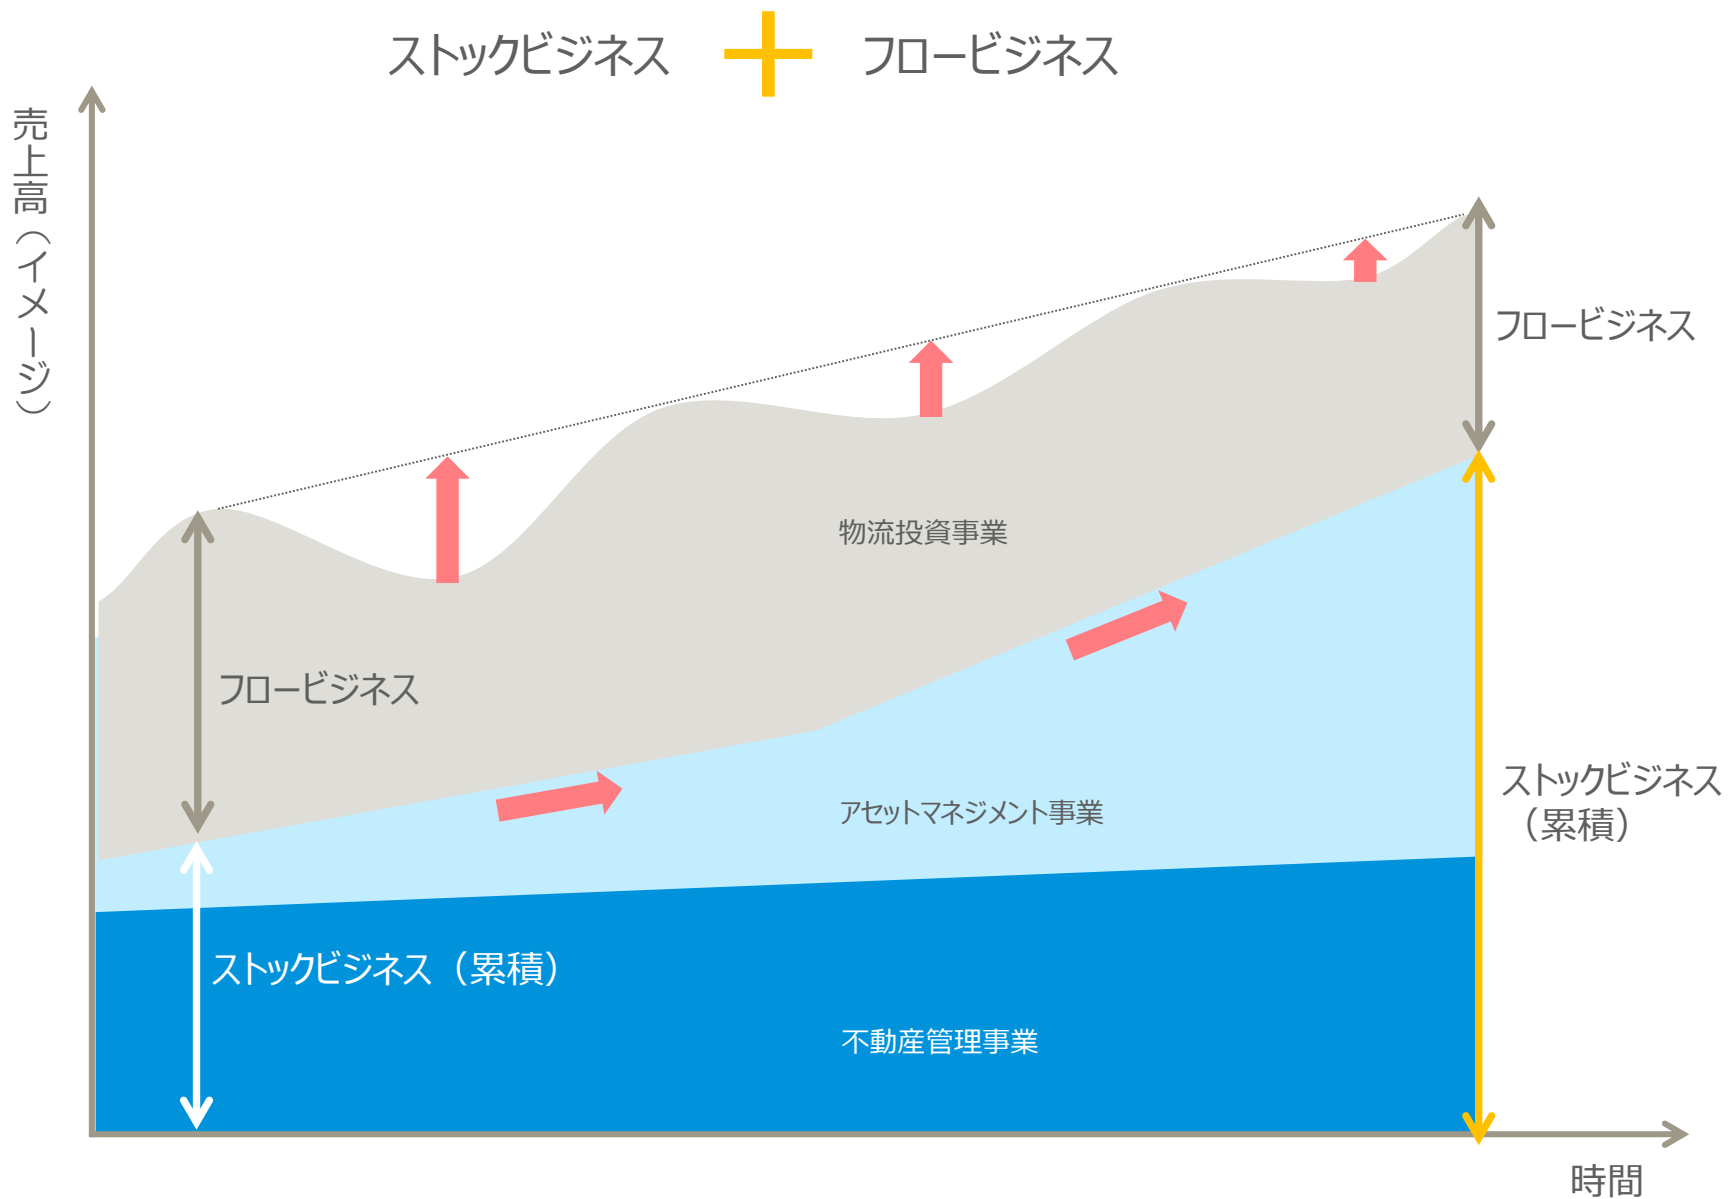 ストックビジネス
フロービジネス
売上高（イメージ）
フロービジネス
物流投資事業
フロービジネス
ストックビジネス
（累積）
アセットマネジメント事業
ストックビジネス（累積）
不動産管理事業
時間